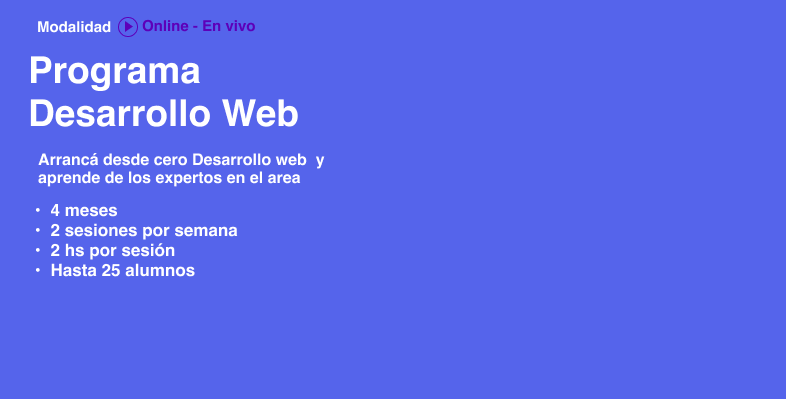 Modalidad Online - En vivo
Programa
Desarrollo Web
Arrancá desde cero Desarrollo web y
aprende de los expertos en el area
• 4 meses
• 2 sesiones por semana
• 2 hs por sesión
• Hasta 25 alumnos